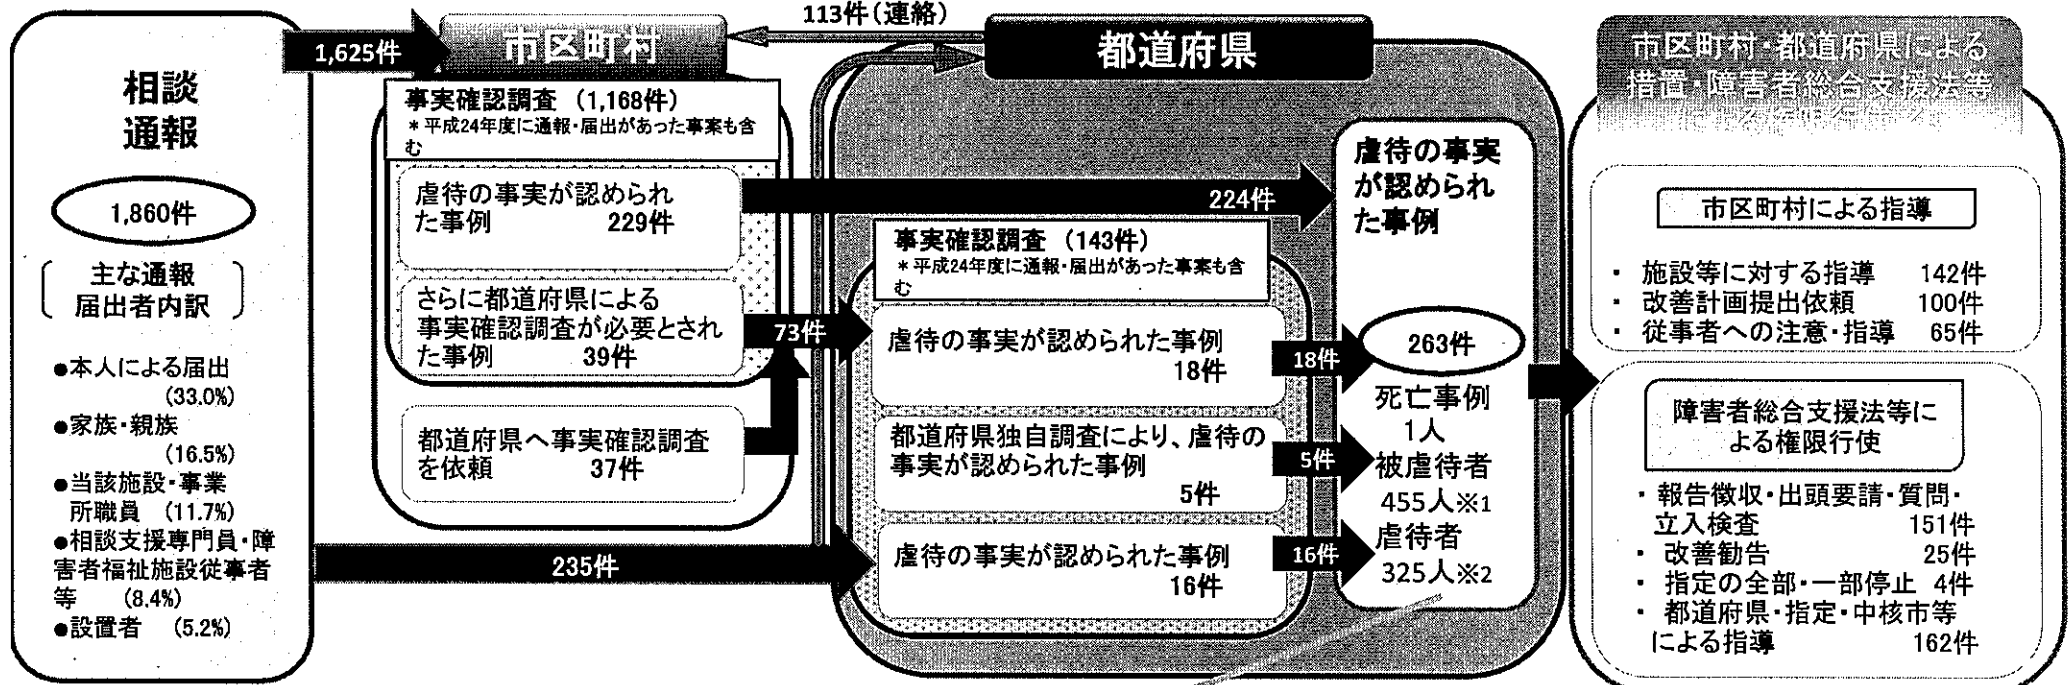 相談
通報
1,860件
主な通報
届出者内訳
●本人による届出
(33.0%)
●家族・親族
(16.5%)
●当該施設・事業
所職員 (11.7%)
●相談支援専門員・障
害者福祉施設従事者
等 (8.4%)
●設置者 (5.2%)
1,625件
235件
市区町村
事実確認調査 (1,168件)
*平成24年度に通報・届出があった事案も含
む
虐待の事実が認められ
た事例 229件
さらに都道府県による
事実確認調査が必要とされ
た事例 39件
都道府県へ事実確認調査
を依頼 37件
113件(連絡)
73件
224件
都道府県
事実確認調査 (143件)
*平成24年度に通報・届出があった事案も含
む
虐待の事実が認められた事例
18件
都道府県独自調査により、虐待の
事実が認められた事例
5件
虐待の事実が認められた事例
16件
18件
5件
16件
虐待の事実
が認められ
た事例
263件
死亡事例
1人
被虐待者
455人※1
虐待者
325人※2
市区町村・都道府県による
措置・障害者総合支援法等
市区町村による指導
・ 施設等に対する指導 142件
・ 改善計画提出依頼 100件
・ 従事者への注意・指導 65件
障害者総合支援法等に
よる権限行使
・ 報告徴収・出頭要請・質問・
立入検査 151件
・ 改善勧告 25件
・ 指定の全部・一部停止 4件
・ 都道府県・指定・中核市等
による指導 162件